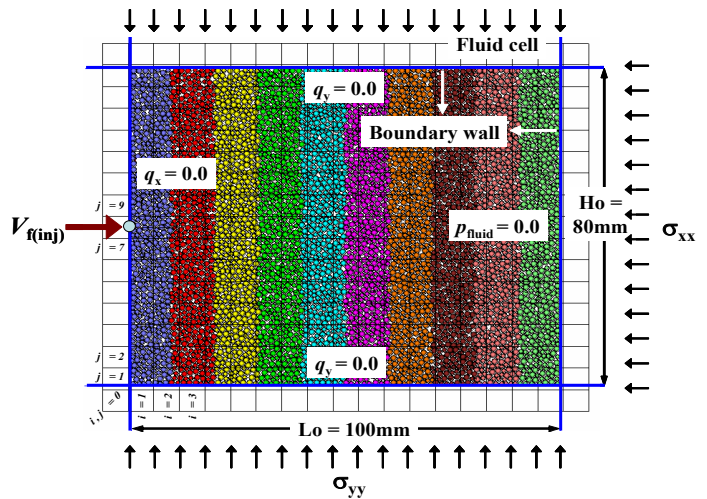 Fluid cell
q_y = 0.0
Boundary wall
q_x = 0.0
j = 9
V_f(inj)
j = 7
p_fluid = 0.0
Ho =
80mm
σ_xx
j = 2
q_y = 0.0
j = 1
i, j = 0
i = 1
i = 2
i = 3
Lo = 100mm
σ_yy